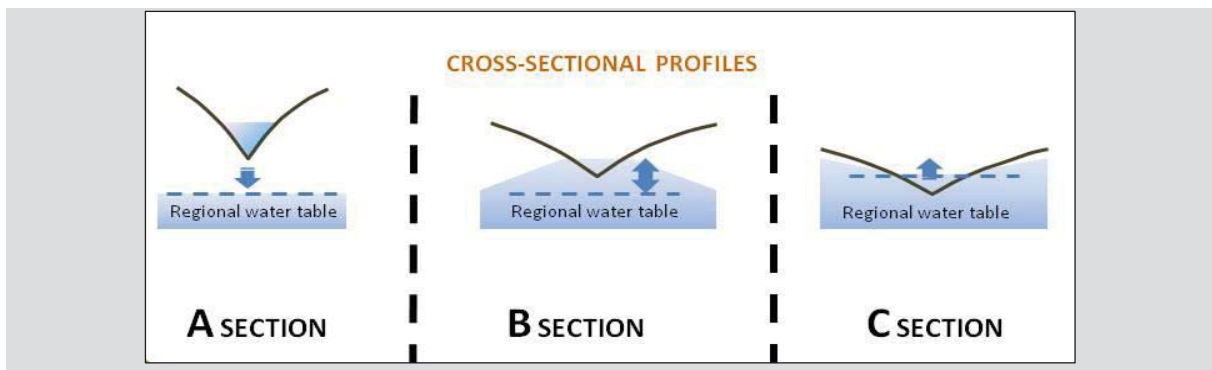 CROSS-SECTIONAL PROFILES
Regional water table
Regional water table
Regional water table
A SECTION
B SECTION
C SECTION